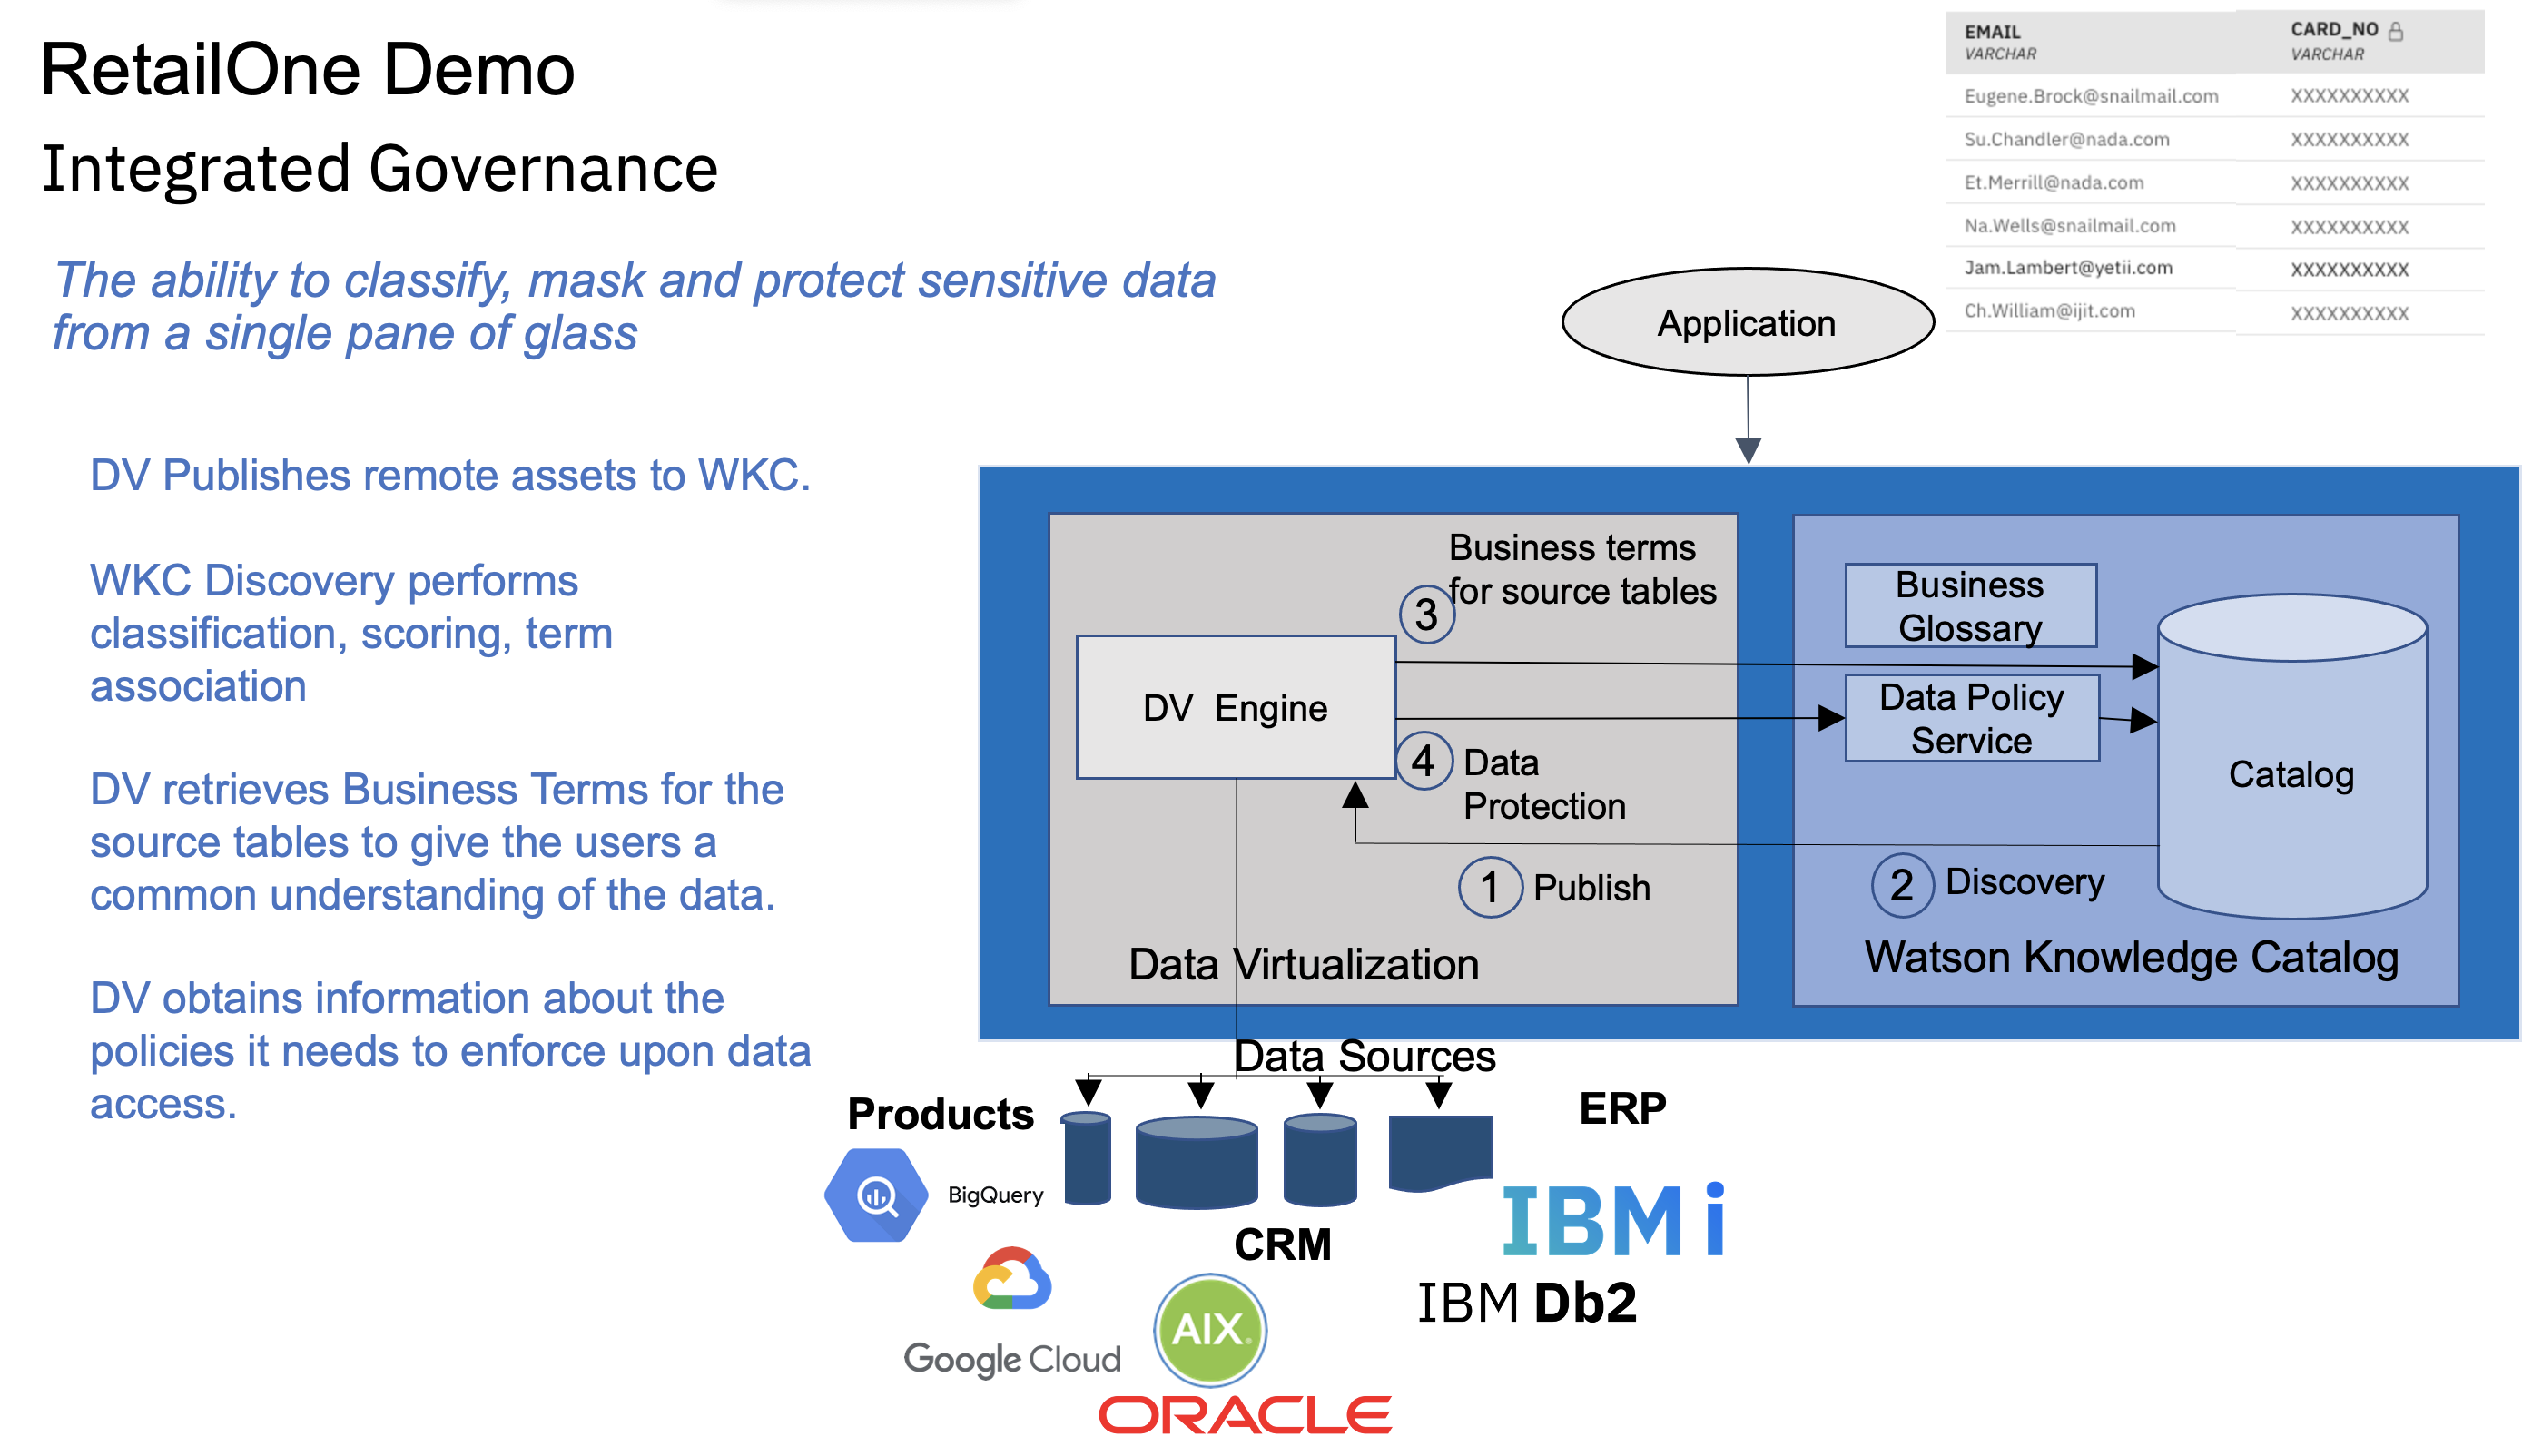 RetailOne Demo
Integrated Governance
The ability to classify, mask and protect sensitive data
from a single pane of glass
DV Publishes remote assets to WKC.
WKC Discovery performs
classification, scoring, term
association
DV retrieves Business Terms for the
source tables to give the users a
common understanding of the data.
DV obtains information about the
policies it needs to enforce upon data
access.
EMAIL CARD_NO
VARCHAR VARCHAR
Eugene.Brock@snailmail.com XXXXXXXXXX
Su.Chandler@nada.com XXXXXXXXXX
Et.Merrill@nada.com XXXXXXXXXX
Na.Wells@snailmail.com XXXXXXXXXX
Jam.Lambert@yetii.com XXXXXXXXXX
Ch.William@ijit.com XXXXXXXXXX
Application
Business terms
for source tables
3
DV Engine
4
Data
Protection
1 Publish
Data Virtualization
Business
Glossary
Data Policy
Service
Catalog
2 Discovery
Watson Knowledge Catalog
Data Sources
Products
BigQuery
Google Cloud
CRM
AIX
ORACLE
ERP
IBM i
IBM Db2